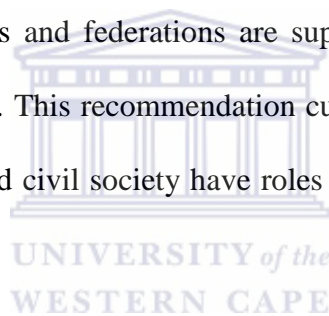 s and federations are sup
. This recommendation cu
d civil society have roles
UNIVERSITY of the
WESTERN CAPE